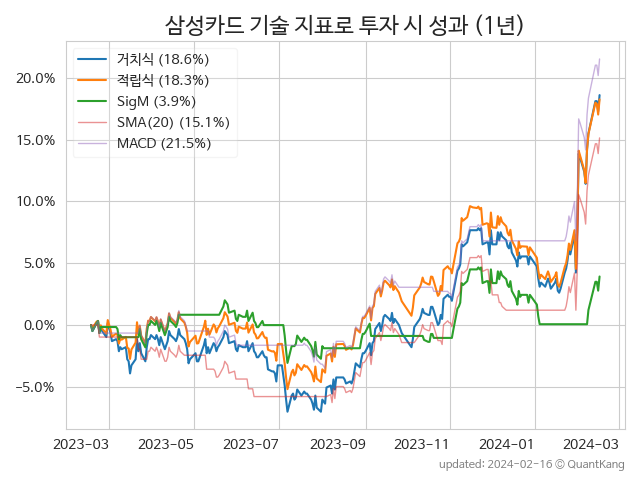 삼성카드 기술 지표로 투자 시 성과 (1년)
거치식 (18.6%)
적립식 (18.3%)
SigM (3.9%)
SMA(20) (15.1%)
MACD (21.5%)
20.0%
15.0%
10.0%
5.0%
0.0%
−5.0%
2023-03 2023-05 2023-07 2023-09 2023-11 2024-01 2024-03
updated: 2024-02-16 © QuantKang